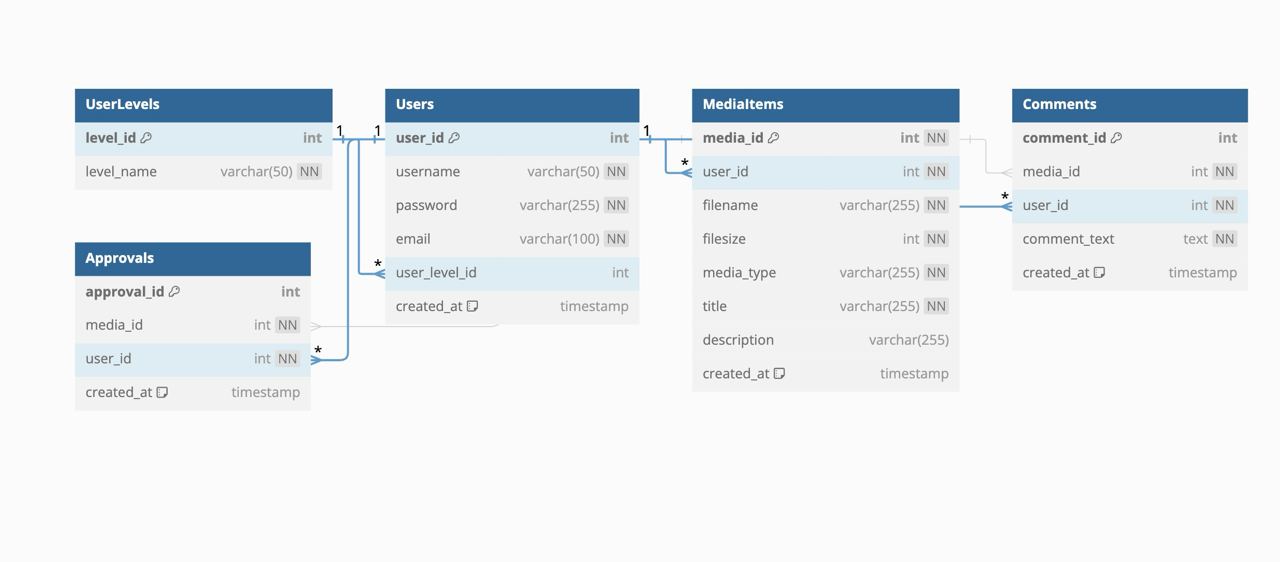 UserLevels
level_id int
level_name varchar(50) NN
1
1
*
Users
user_id int
username varchar(50) NN
password varchar(255) NN
email varchar(100) NN
user_level_id int
created_at timestamp
1
*
MediaItems
media_id int NN
user_id int NN
filename varchar(255) NN
filesize int NN
media_type varchar(255) NN
title varchar(255) NN
description varchar(255)
created_at timestamp
*
Comments
comment_id int
media_id int NN
user_id int NN
comment_text text NN
created_at timestamp
Approvals
approval_id int
media_id int NN
user_id int NN
created_at timestamp
*